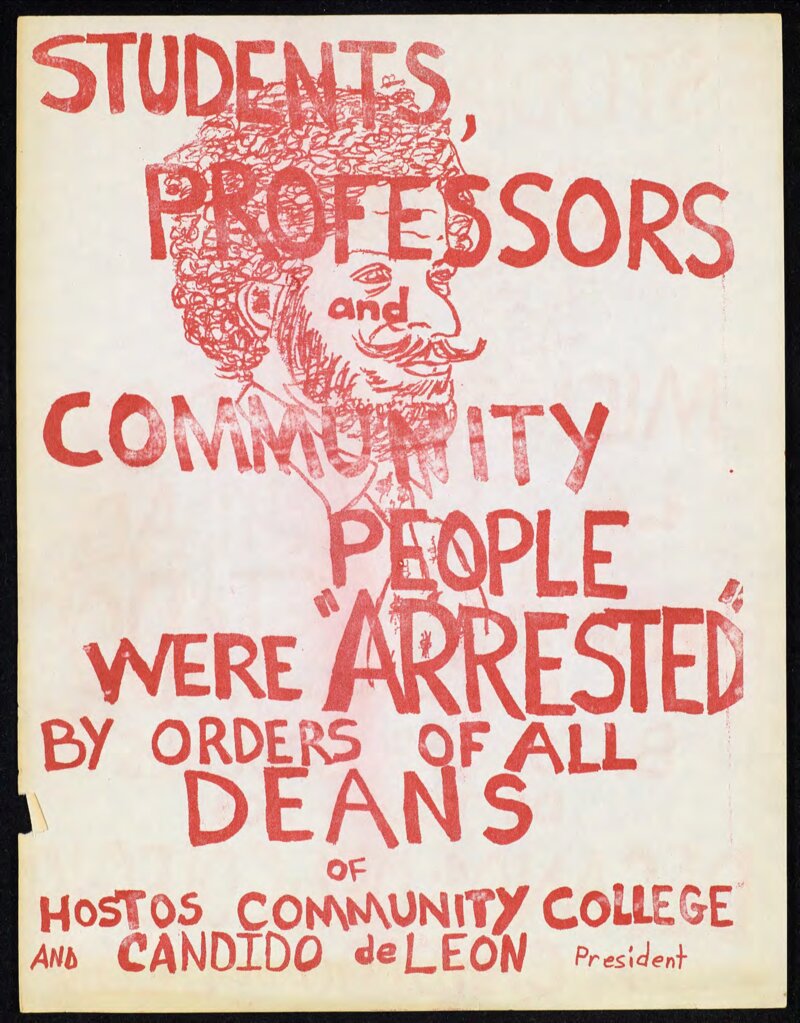 STUDENTS,
PROFESSORS
and
COMMUNITY
PEOPLE
WERE "ARRESTED"
BY ORDERS OF ALL
DEANS
OF
HOSTOS COMMUNITY COLLEGE
AND CANDIDO deLEON President